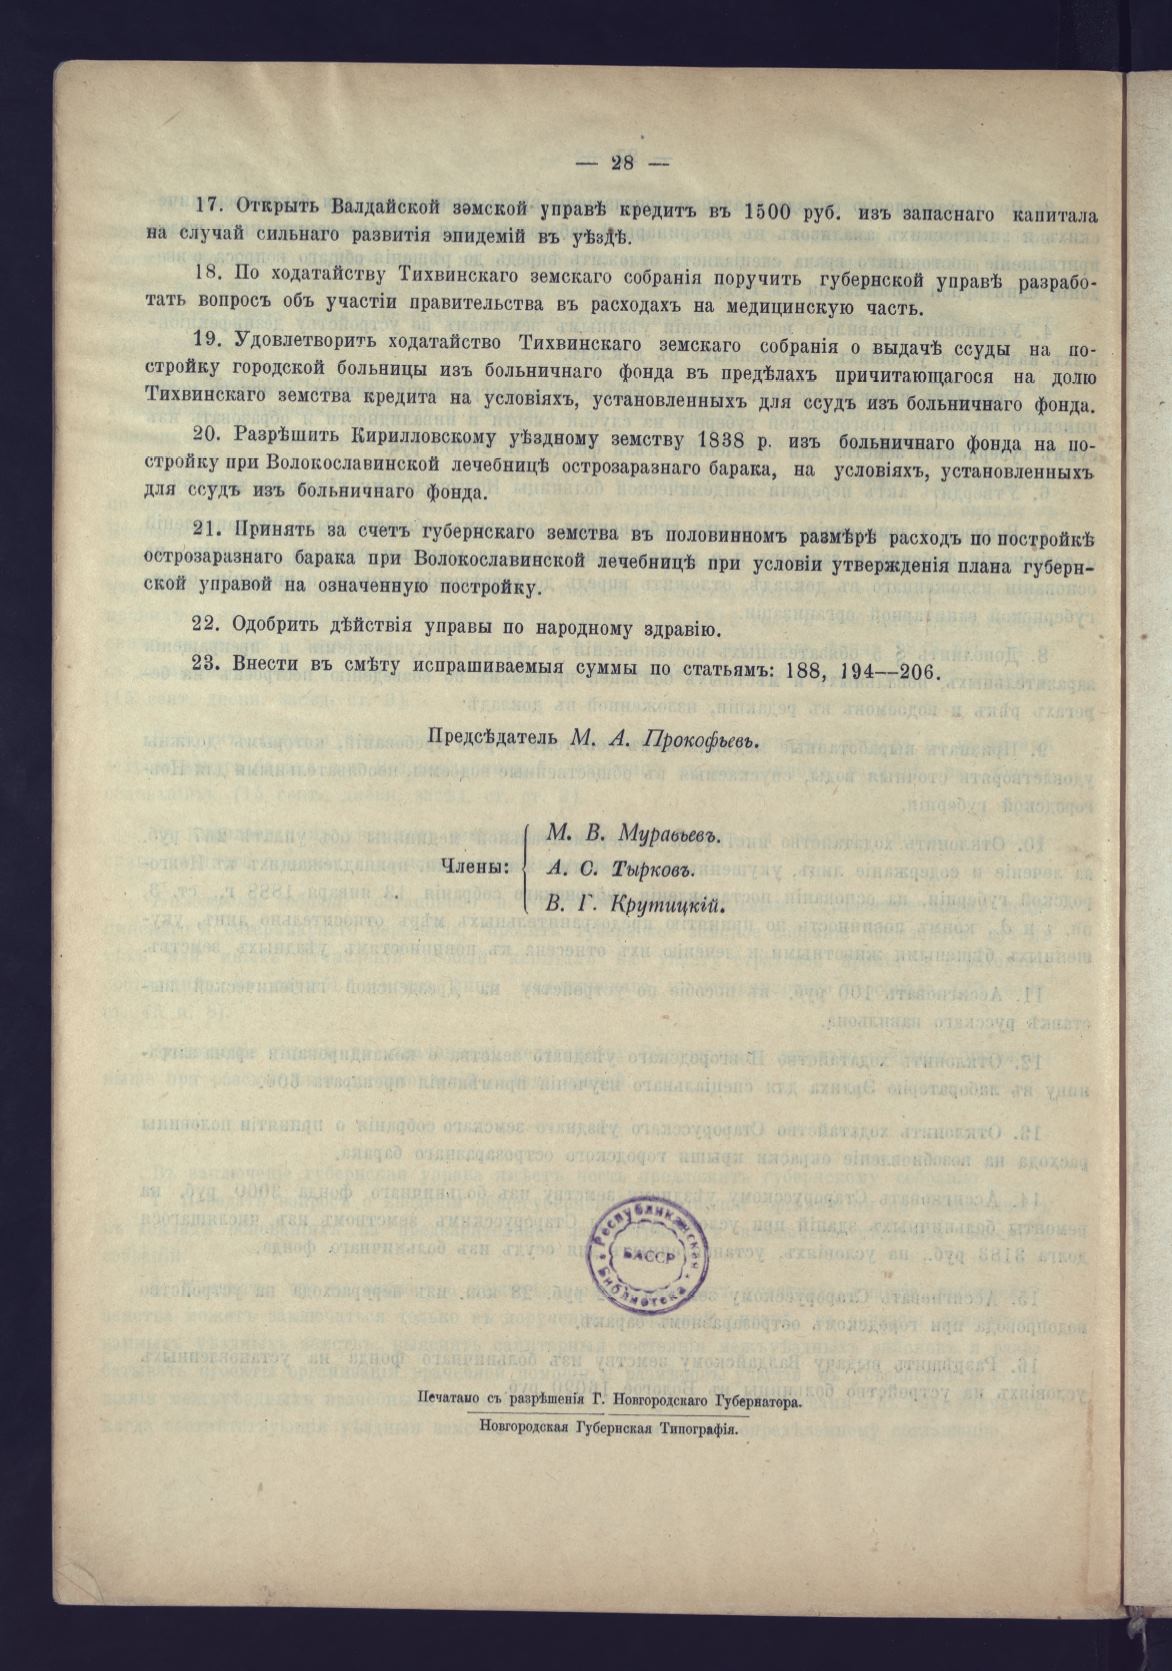 — 28 —
17. Открыть Валдайской земской управѣ кредитъ въ 1500 руб. изъ запаснаго капитала
на случай сильнаго развитія эпидемій въ уѣздѣ.
18. По ходатайству Тихвинскаго земскаго собранія поручить губернской управѣ разрабо-
тать вопросъ объ участіи правительства въ расходахъ на медицинскую часть.
19. Удовлетворить ходатайство Тихвинскаго земскаго собранія о выдачѣ ссуды на по-
стройку городской больницы изъ больничнаго фонда въ предѣлахъ причитающагося на долю
Тихвинскаго земства кредита на условіяхъ, установленныхъ для ссудъ изъ больничнаго фонда.
20. Разрѣшить Кирилловскому уѣздному земству 1838 р. изъ больничнаго фонда на по-
стройку при Волокославинской лечебницѣ острозаразнаго барака, на условіяхъ, установленныхъ
для ссудъ изъ больничнаго фонда.
21. Принять за счетъ губернскаго земства въ половинномъ размѣрѣ расходъ по постройкѣ
острозаразнаго барака при Волокославинской лечебницѣ при условіи утвержденія плана губерн-
ской управой на означенную постройку.
22. Одобрить дѣйствія управы по народному здравію.
23. Внести въ смѣту испрашиваемыя суммы по статьямъ: 188, 194—206.
Предсѣдатель М. А. Прокофьевъ.
Члены:
М. В. Муравьевъ.
А. С. Тырковъ.
В. Г. Крутицкій.
Республиканская
БАССР
Библиотека
Печатано съ разрѣшенія Г. Новгородскаго Губернатора.
Новгородская Губернская Типографія.